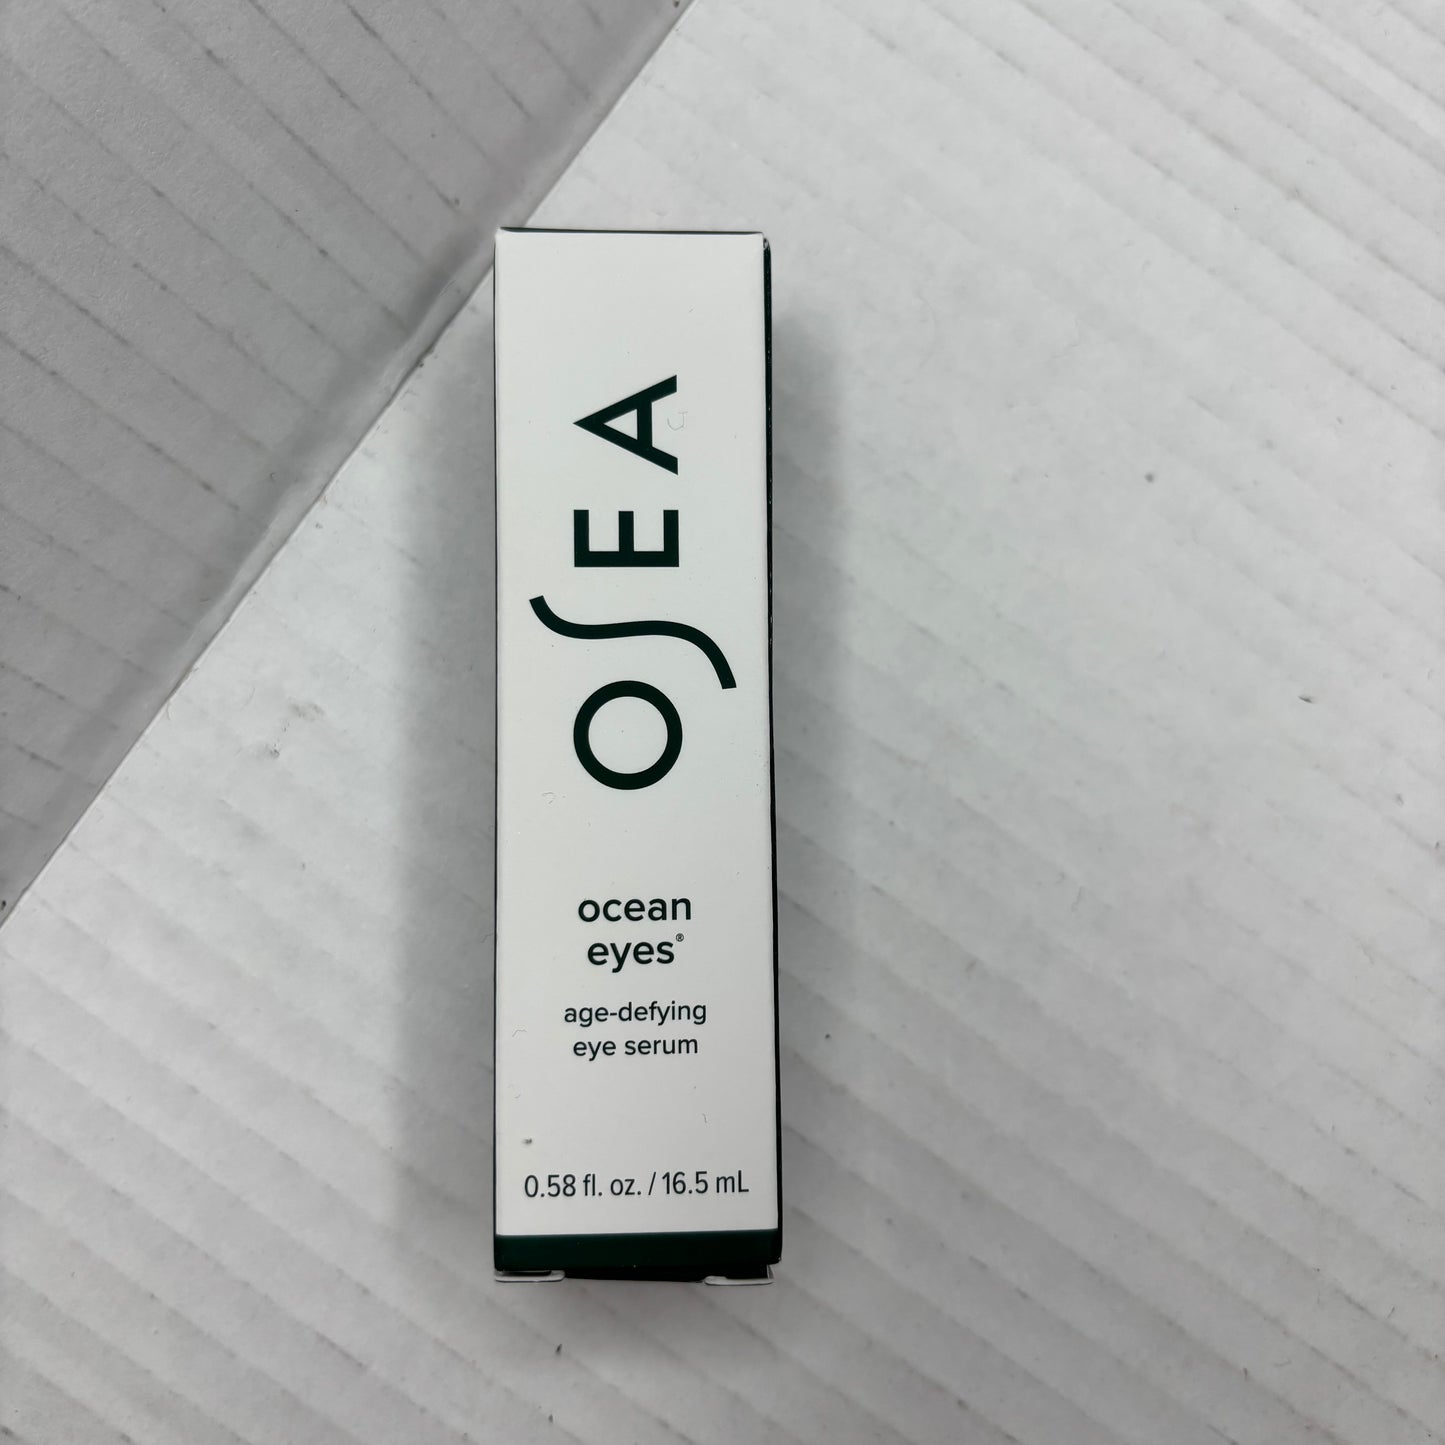 OSEA
ocean
eyes®
age-defying
eye serum
0.58 fl. oz. / 16.5 mL